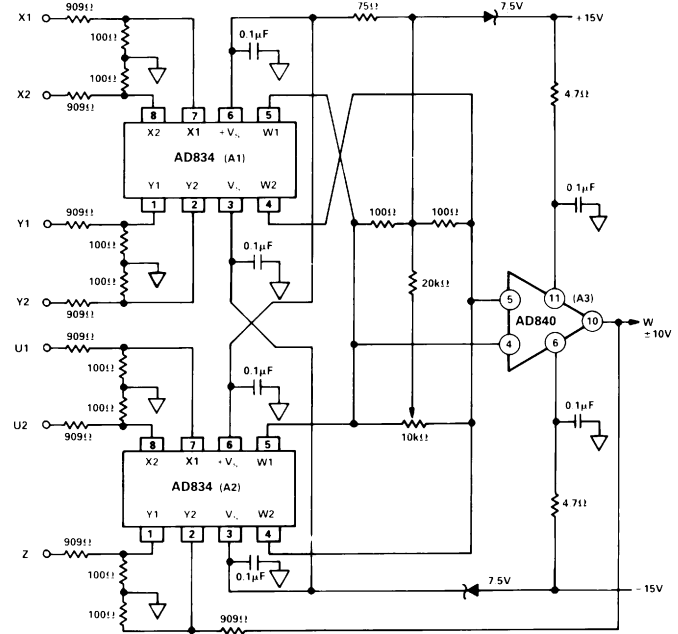 X1
909Ω
100Ω
100Ω
X2
909Ω
0.1μF
75Ω
7.5V
+15V
4.7Ω
0 1μF
8
7
6
5
X2
X1
+VS
W1
AD834 (A1)
Y1
Y2
VS
W2
1
2
3
4
Y1
909Ω
100Ω
100Ω
Y2
909Ω
0.1μF
100Ω
100Ω
20kΩ
10kΩ
5
4
11
(A3)
AD840
10
6
W
±10V
U1
909Ω
100Ω
100Ω
U2
909Ω
0.1μF
0 1μF
4.7Ω
8
7
6
5
X2
X1
+VS
W1
AD834 (A2)
Y1
Y2
VS
W2
1
2
3
4
Z
909Ω
100Ω
100Ω
0.1μF
909Ω
7 5V
−15V